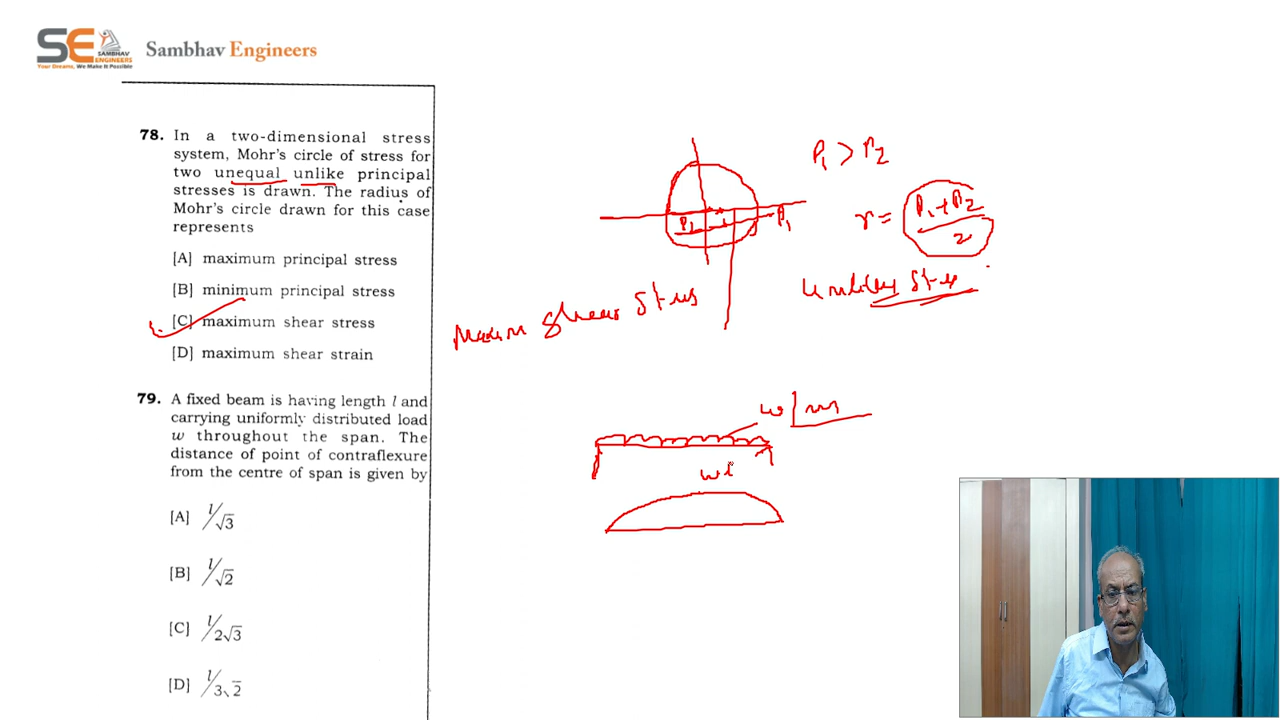 SE
SAMBHAV
ENGINEERS
Your Dreams, We Make It Possible
Sambhav Engineers
78. In a two-dimensional stress
system, Mohr's circle of stress for
two unequal unlike principal
stresses is drawn. The radius of
Mohr's circle drawn for this case
represents
[A] maximum principal stress
[B] minimum principal stress
[C] maximum shear stress
[D] maximum shear strain
79. A fixed beam is having length l and
carrying uniformly distributed load
w throughout the span. The
distance of point of contraflexure
from the centre of span is given by
[A] l/√3
[B] l/√2
[C] l/2√3
[D] l/3√2
P1 > P2
P2
P1
r = P1+P2/2
shear stress
w/m
wl